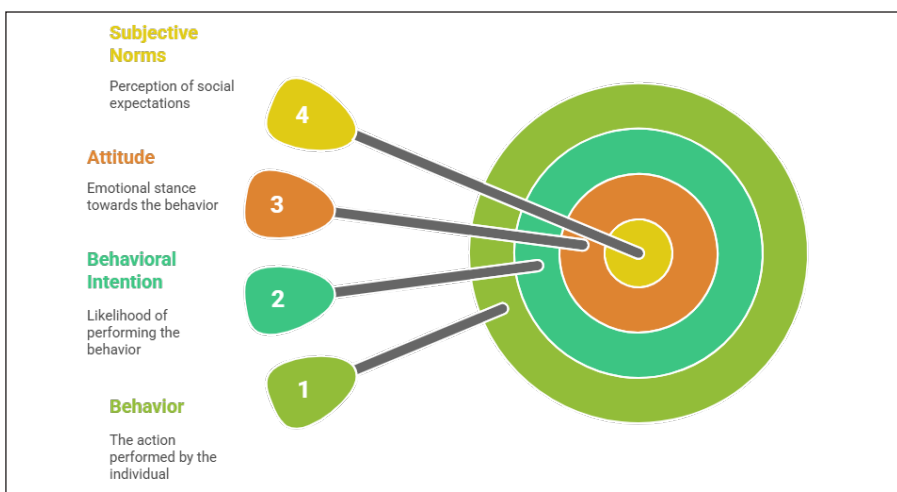 Subjective
Norms
Perception of social
expectations
4
Attitude
Emotional stance
towards the behavior
3
Behavioral
Intention
Likelihood of
performing the
behavior
2
Behavior
The action
performed by the
individual
1